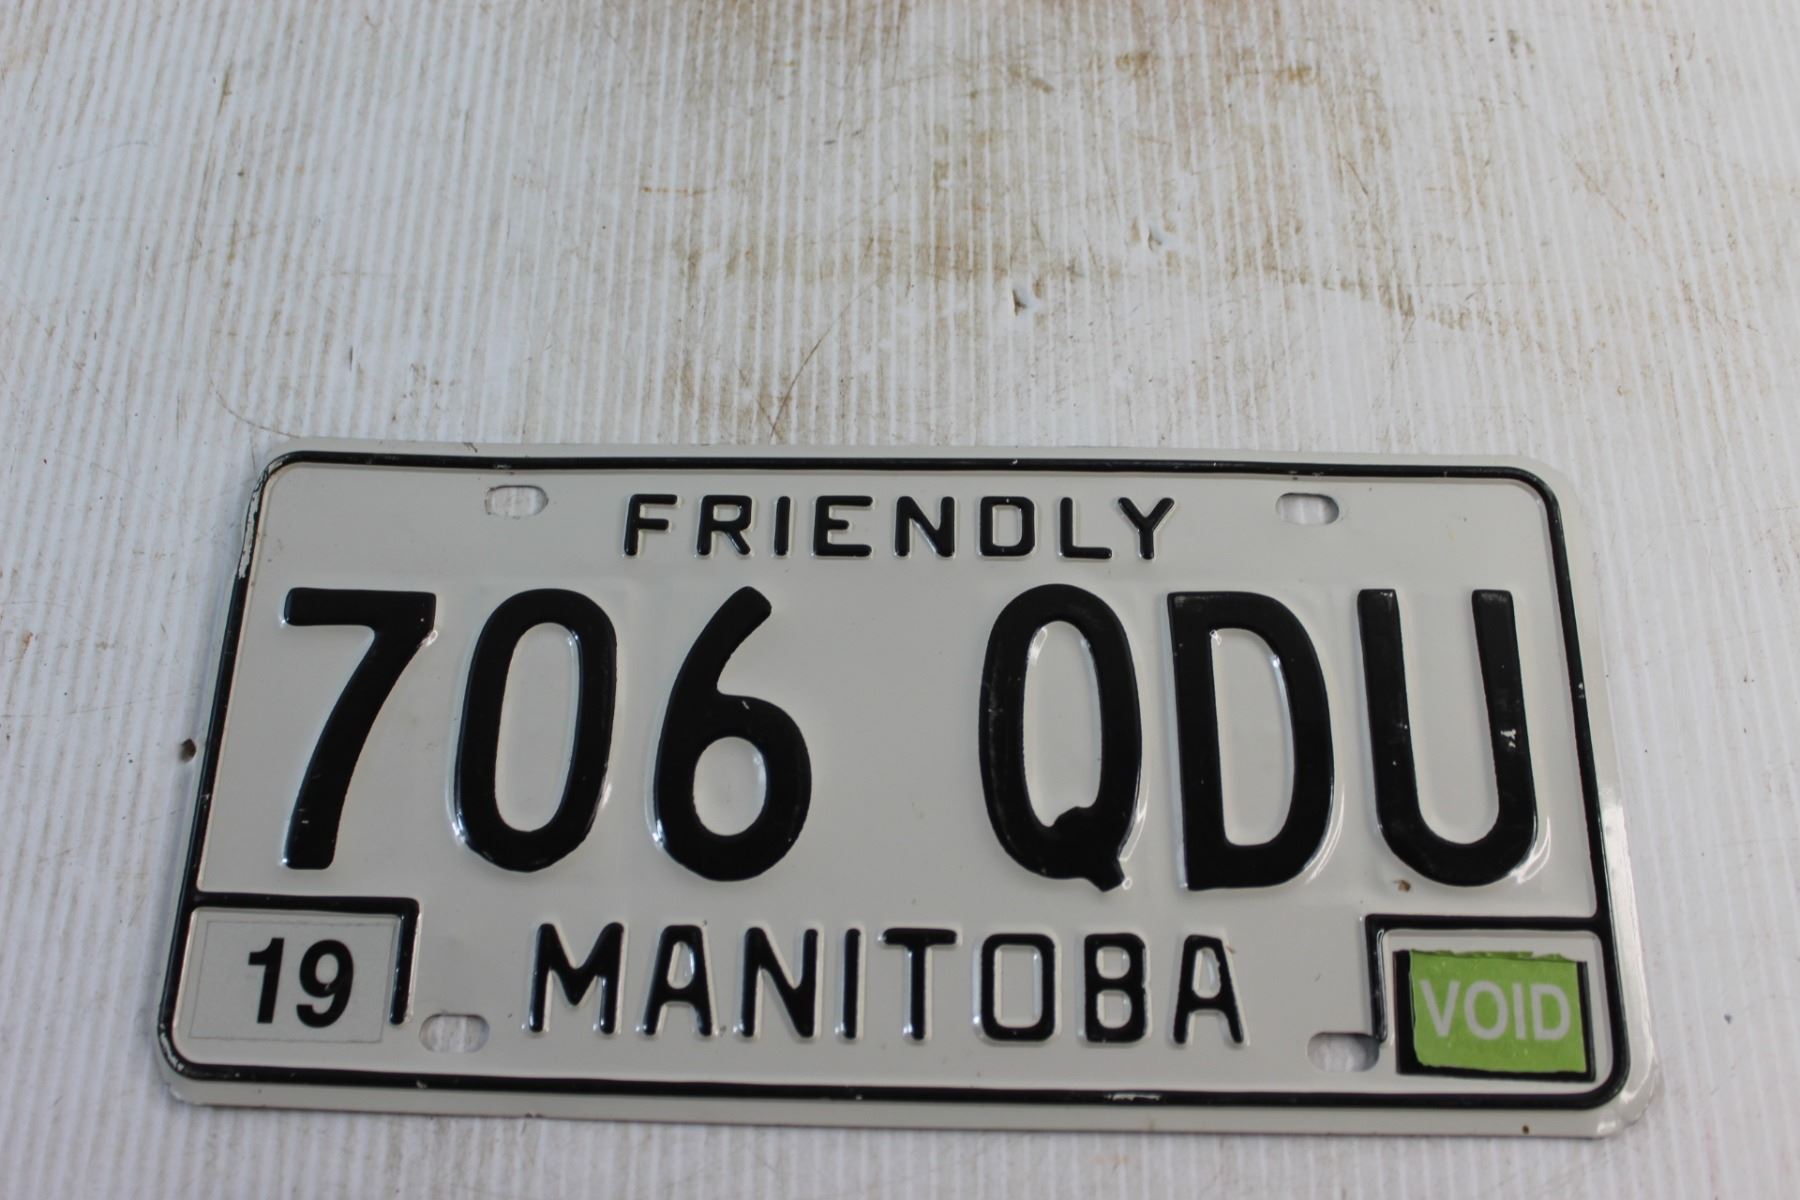 FRIENDLY
706 QDU
19 MANITOBA VOID